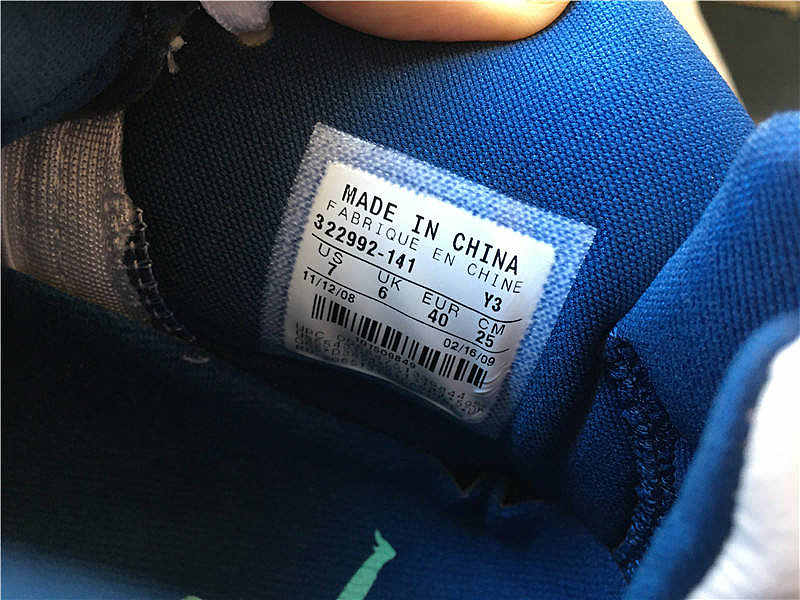 MADE IN CHINA
FABRIQUE EN CHINE
322992-141 Y3
US UK EUR CM
7 6 40 25
11/12/08 02/16/09